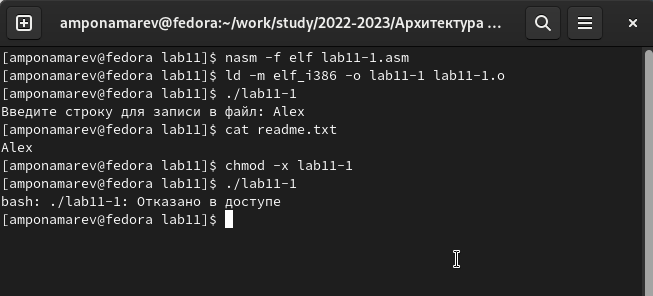 amponamarev@fedora:~/work/study/2022-2023/Архитектура ...
[amponamarev@fedora lab11]$ nasm -f elf lab11-1.asm
[amponamarev@fedora lab11]$ ld -m elf_i386 -o lab11-1 lab11-1.o
[amponamarev@fedora lab11]$ ./lab11-1
Введите строку для записи в файл: Alex
[amponamarev@fedora lab11]$ cat readme.txt
Alex
[amponamarev@fedora lab11]$ chmod -x lab11-1
[amponamarev@fedora lab11]$ ./lab11-1
bash: ./lab11-1: Отказано в доступе
[amponamarev@fedora lab11]$